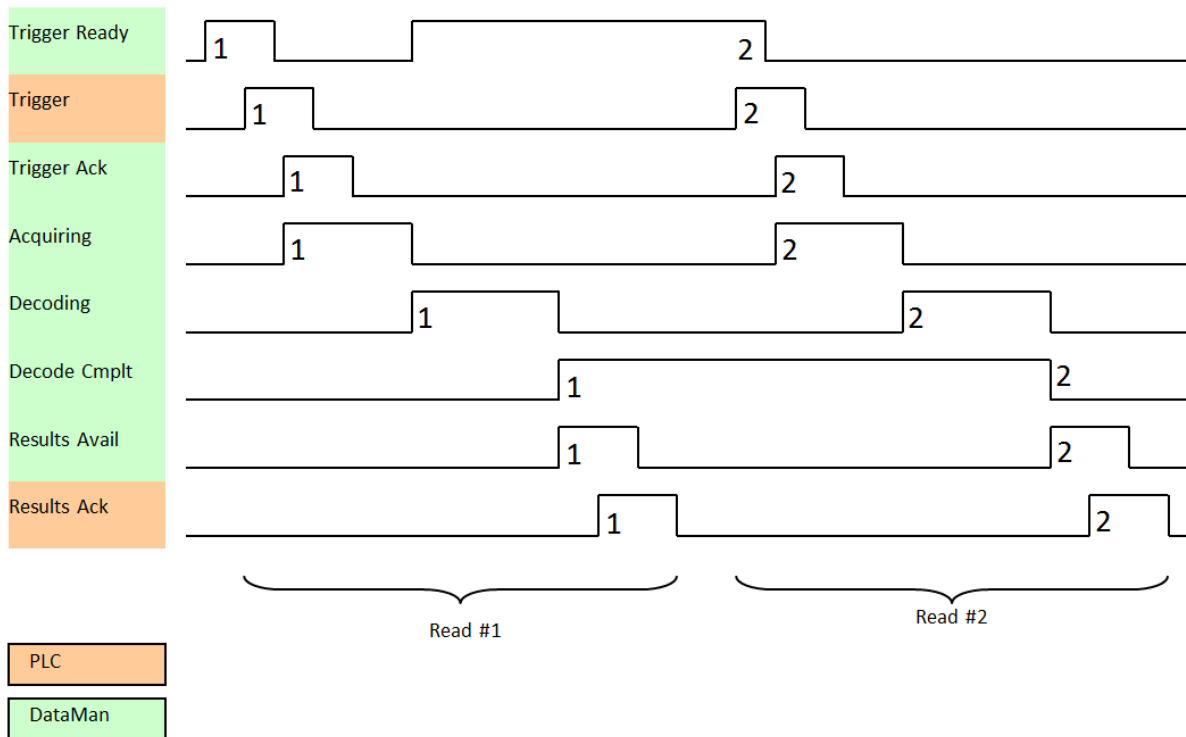 Trigger Ready 1 2
Trigger 1 2
Trigger Ack 1 2
Acquiring 1 2
Decoding 1 2
Decode Cmplt 1 2
Results Avail 1 2
Results Ack 1 2
Read #1 Read #2
PLC
DataMan